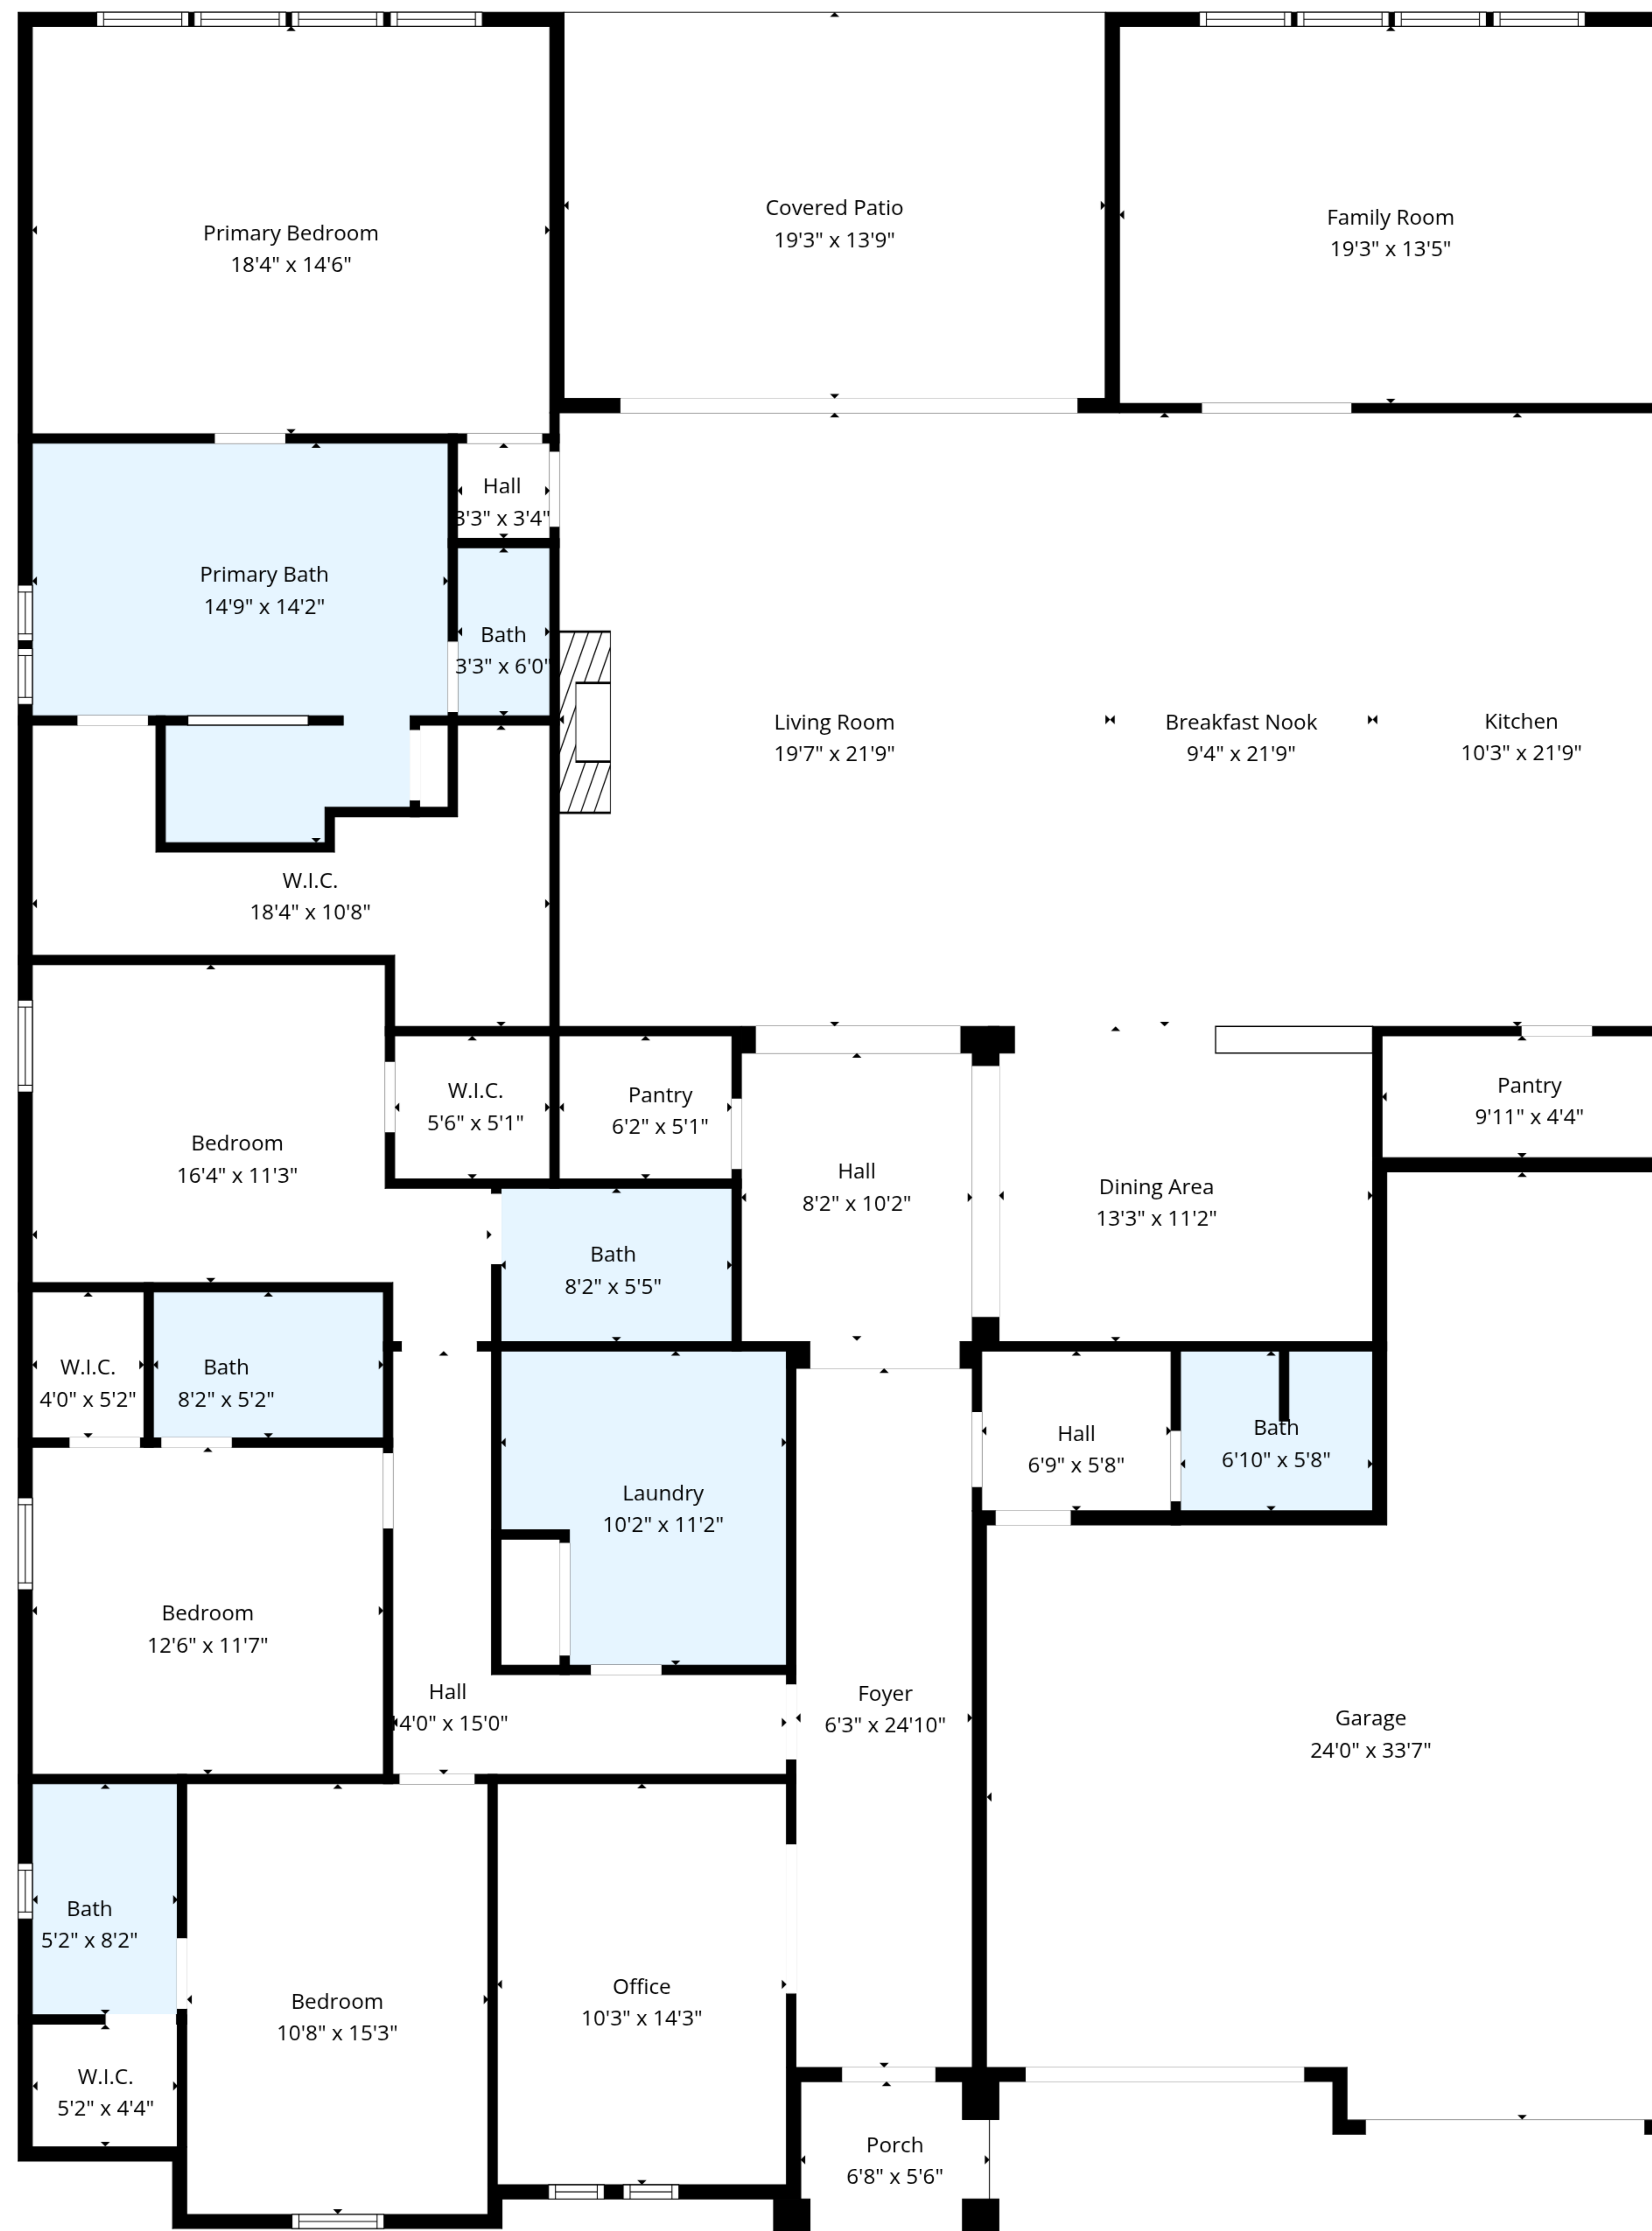 Primary Bedroom
18'4" x 14'6"
Covered Patio
19'3" x 13'9"
Family Room
19'3" x 13'5"
Hall
3'3" x 3'4"
Primary Bath
14'9" x 14'2"
Bath
3'3" x 6'0"
Living Room
19'7" x 21'9"
Breakfast Nook
9'4" x 21'9"
Kitchen
10'3" x 21'9"
W.I.C.
18'4" x 10'8"
Bedroom
16'4" x 11'3"
W.I.C.
5'6" x 5'1"
Pantry
6'2" x 5'1"
Hall
8'2" x 10'2"
Dining Area
13'3" x 11'2"
Pantry
9'11" x 4'4"
Bath
8'2" x 5'5"
W.I.C.
4'0" x 5'2"
Bath
8'2" x 5'2"
Laundry
10'2" x 11'2"
Hall
6'9" x 5'8"
Bath
6'10" x 5'8"
Bedroom
12'6" x 11'7"
Hall
4'0" x 15'0"
Foyer
6'3" x 24'10"
Garage
24'0" x 33'7"
Bath
5'2" x 8'2"
Bedroom
10'8" x 15'3"
Office
10'3" x 14'3"
W.I.C.
5'2" x 4'4"
Porch
6'8" x 5'6"